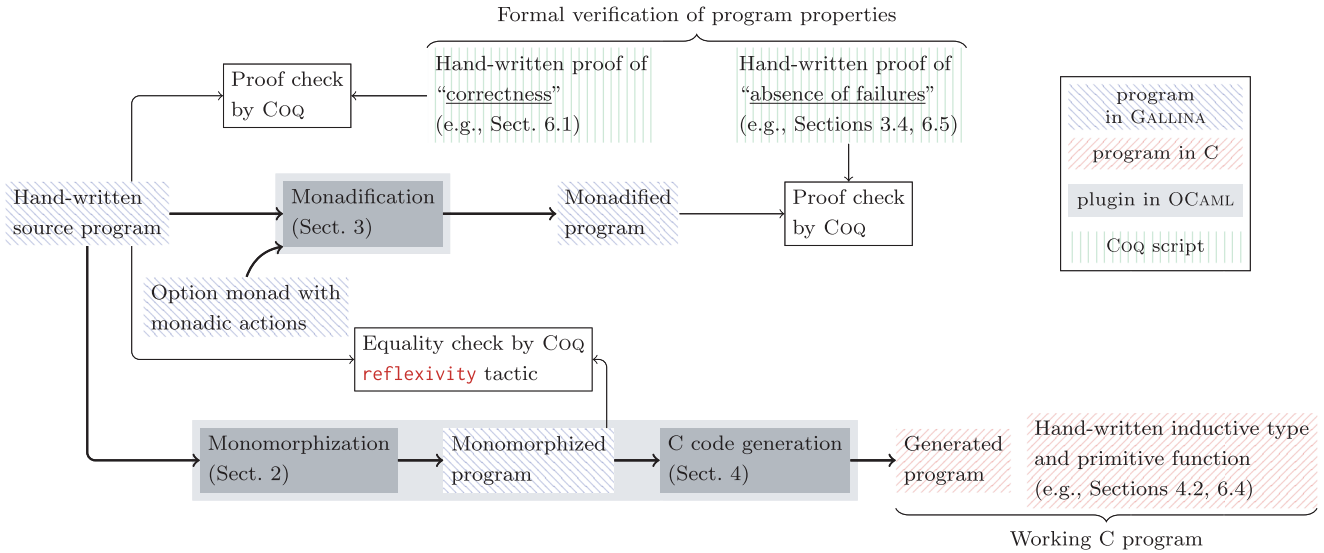 Formal verification of program properties
Proof check
by COQ
Hand-written proof of
“correctness”
(e.g., Sect. 6.1)
Hand-written proof of
“absence of failures”
(e.g., Sections 3.4, 6.5)
program
in GALLINA
program in C
plugin in OCAML
COQ script
Hand-written
source program
Monadification
(Sect. 3)
Monadified
program
Proof check
by COQ
Option monad with
monadic actions
Equality check by COQ
reflexivity tactic
Monomorphization
(Sect. 2)
Monomorphized
program
C code generation
(Sect. 4)
Generated
program
Hand-written inductive type
and primitive function
(e.g., Sections 4.2, 6.4)
Working C program